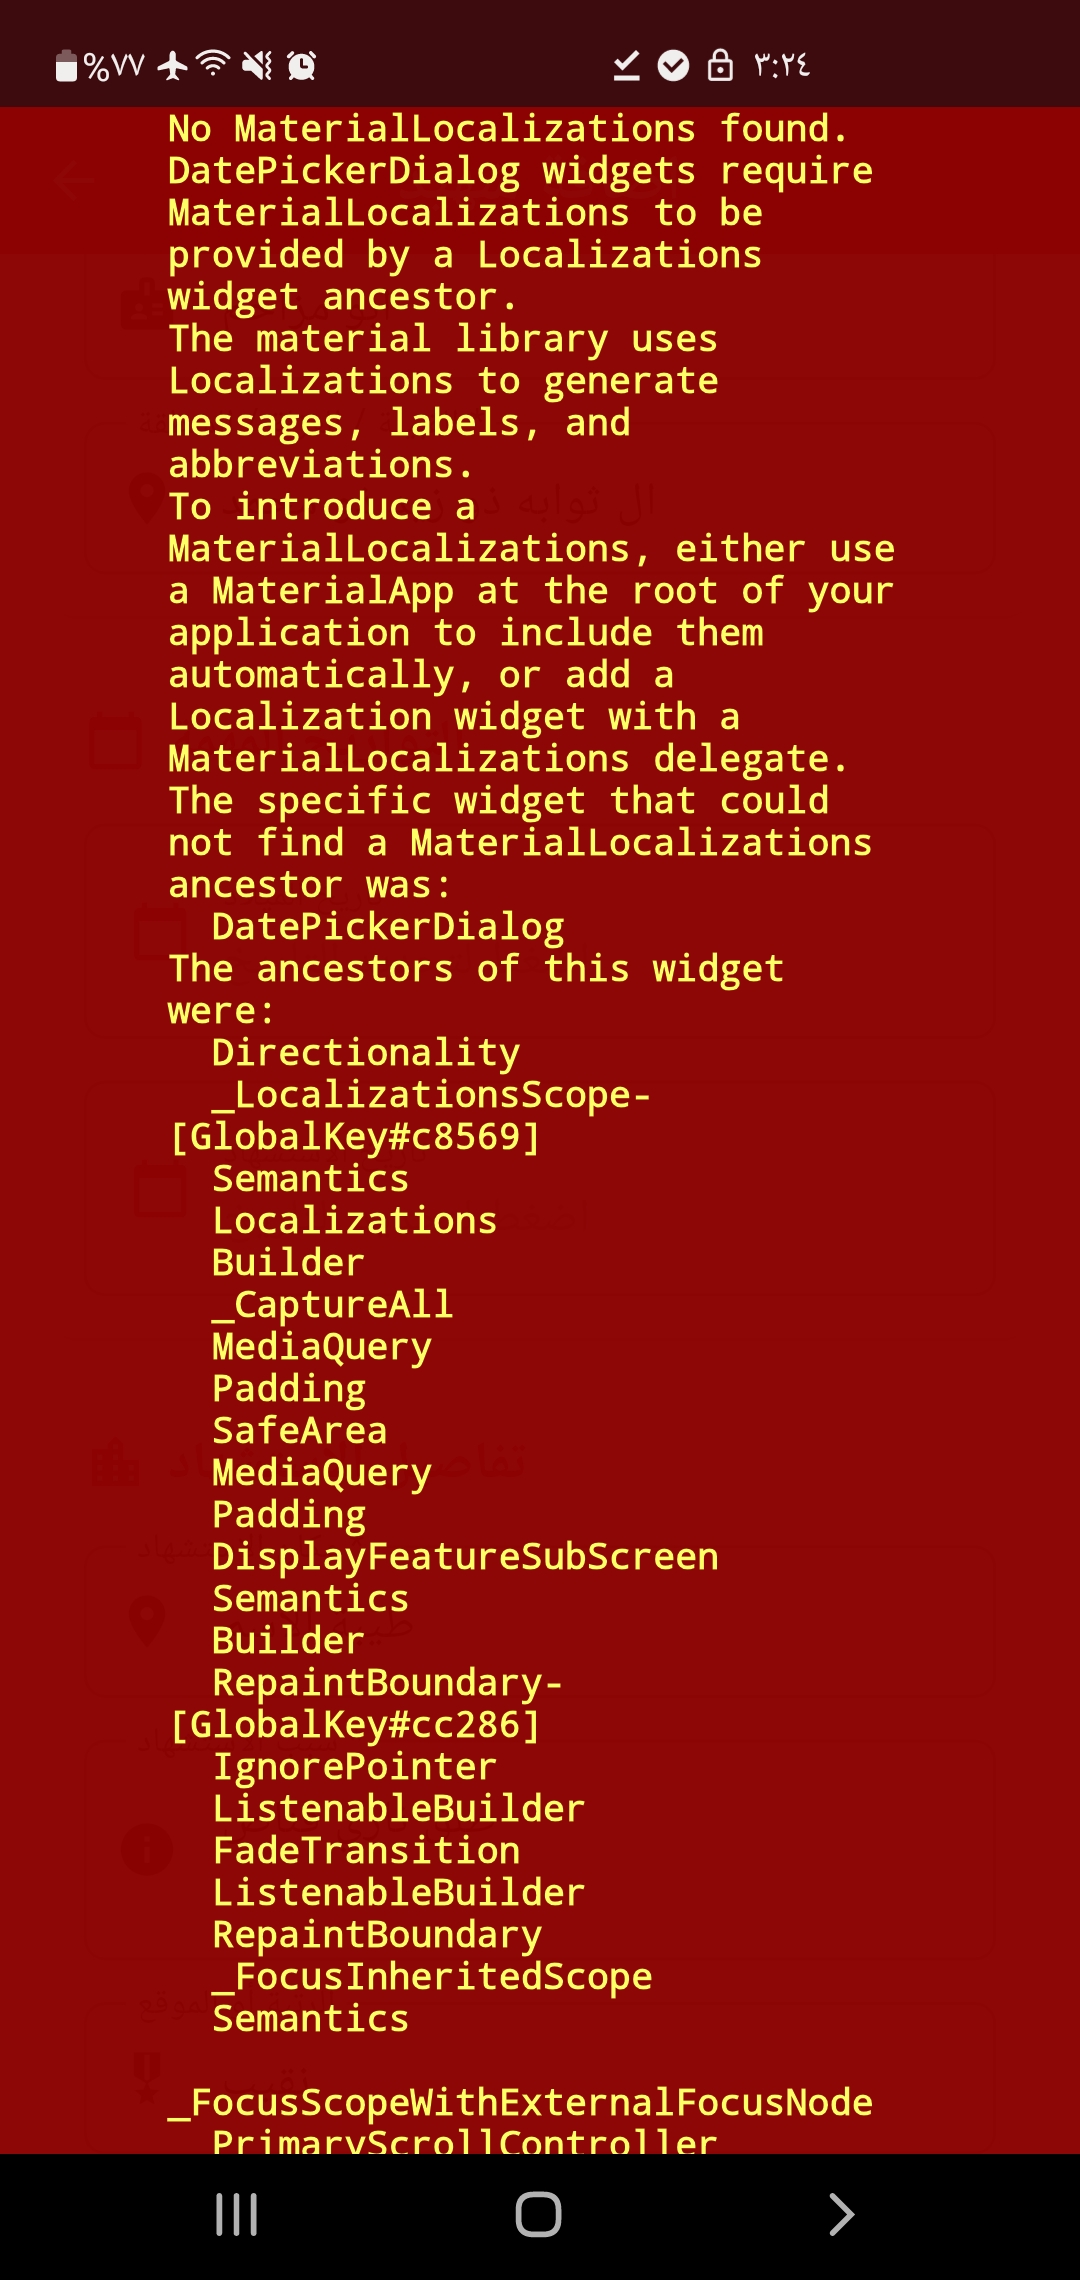 %٧٧ ٣:٢٤
No MaterialLocalizations found.
DatePickerDialog widgets require
MaterialLocalizations to be
provided by a Localizations
widget ancestor.
The material library uses
Localizations to generate
messages, labels, and
abbreviations.
To introduce a
MaterialLocalizations, either use
a MaterialApp at the root of your
application to include them
automatically, or add a
Localization widget with a
MaterialLocalizations delegate.
The specific widget that could
not find a MaterialLocalizations
ancestor was:
DatePickerDialog
The ancestors of this widget
were:
Directionality
_LocalizationsScope-
[GlobalKey#c8569]
Semantics
Localizations
Builder
_CaptureAll
MediaQuery
Padding
SafeArea
MediaQuery
Padding
DisplayFeatureSubScreen
Semantics
Builder
RepaintBoundary-
[GlobalKey#cc286]
IgnorePointer
ListenableBuilder
FadeTransition
ListenableBuilder
RepaintBoundary
_FocusInheritedScope
Semantics
_FocusScopeWithExternalFocusNode
PrimaryScrollController